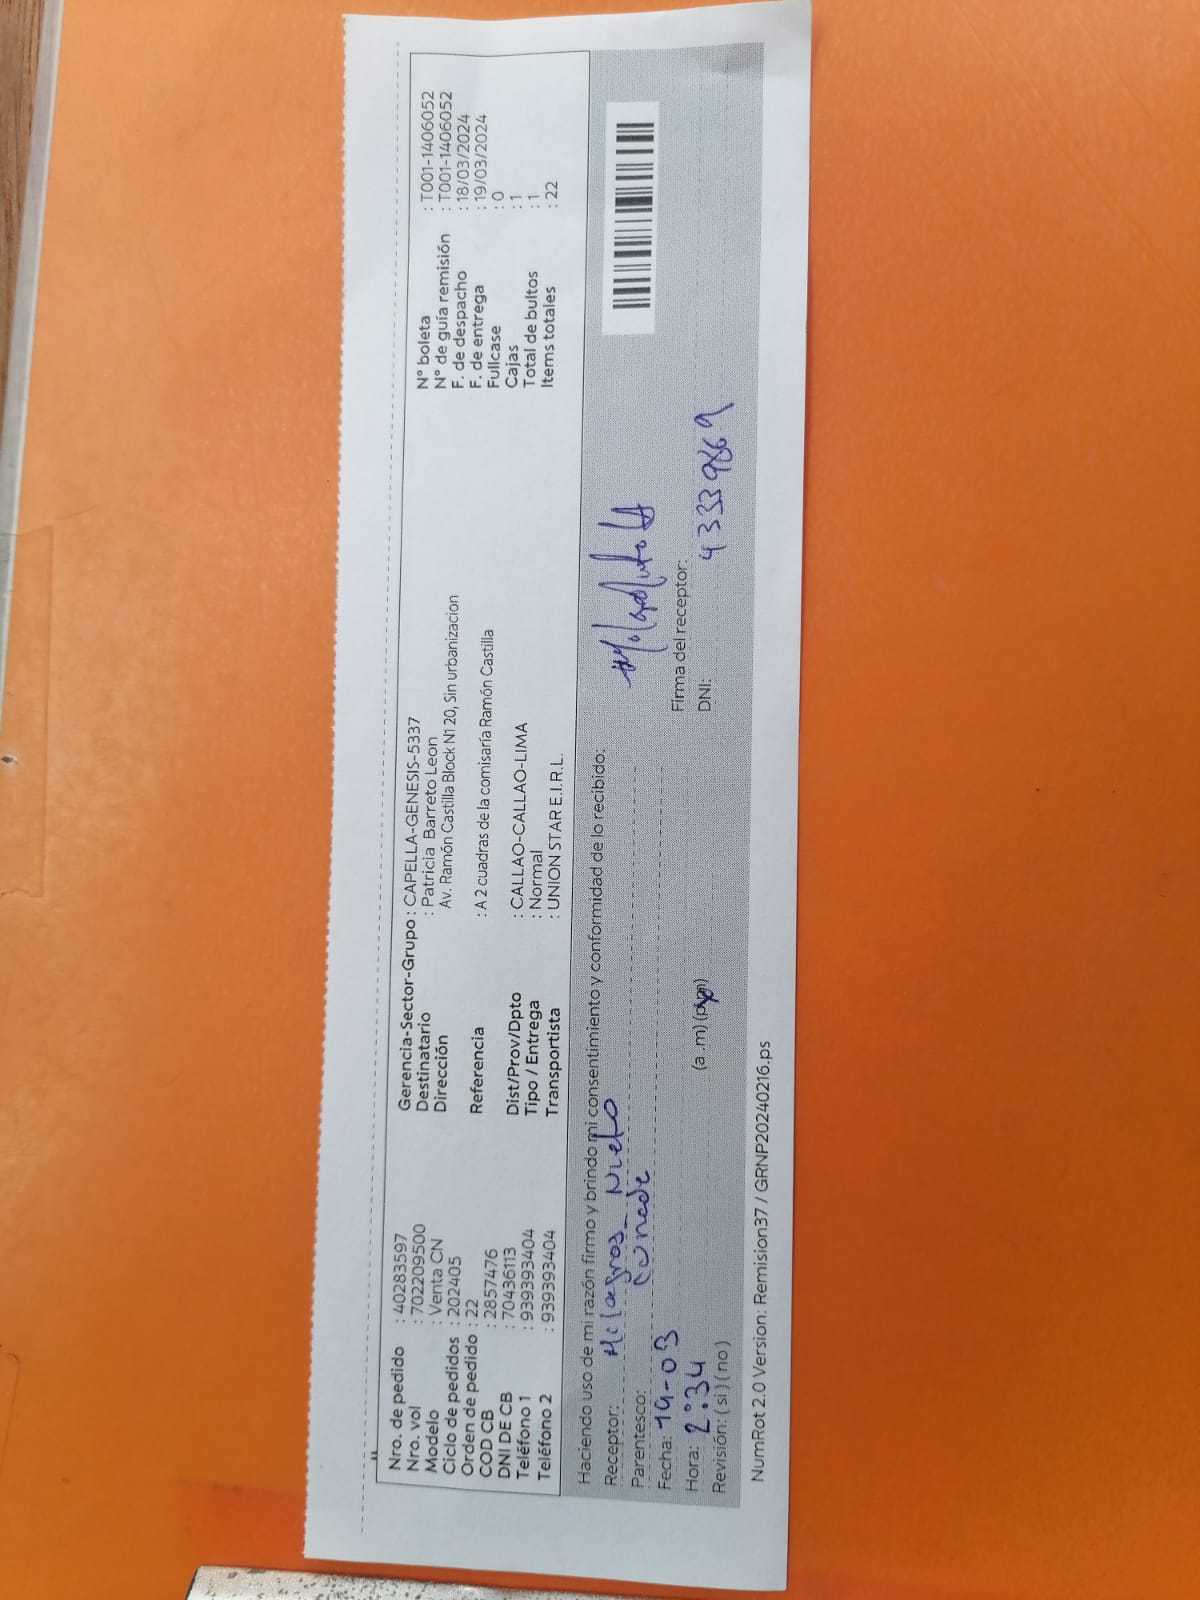 Nro. de pedido : 40283597
Nro. vol : 702209500
Modelo : Venta CN
Ciclo de pedidos : 202405
Orden de pedido : 22
COD CB : 2857476
DNI DE CB : 70436113
Teléfono 1 : 939393404
Teléfono 2 : 939393404
Gerencia-Sector-Grupo : CAPELLA-GENESIS-5337
Destinatario : Patricia Barreto Leon
Dirección Av. Ramón Castilla Block N1 20, Sin urbanizacion
Referencia : A 2 cuadras de la comisaría Ramón Castilla
Dist/Prov/Dpto : CALLAO-CALLAO-LIMA
Tipo / Entrega : Normal
Transportista : UNION STAR E.I.R.L.
N° boleta : T001-1406052
N° de guía remisión : T001-1406052
F. de despacho : 18/03/2024
F. de entrega : 19/03/2024
Fullcase : 0
Cajas : 1
Total de bultos : 1
Items totales : 22
Haciendo uso de mi razón firmo y brindo mi consentimiento y conformidad de lo recibido:
Receptor: Milagros Nieto
Parentesco: Cuñada
Fecha: 19-03
Hora: 2:34 (a .m) (p.m)
Revisión: ( si ) ( no )
Firma del receptor:
DNI: 43339869
NumRot 2.0 Version: Remision37 / GRNP20240216.ps